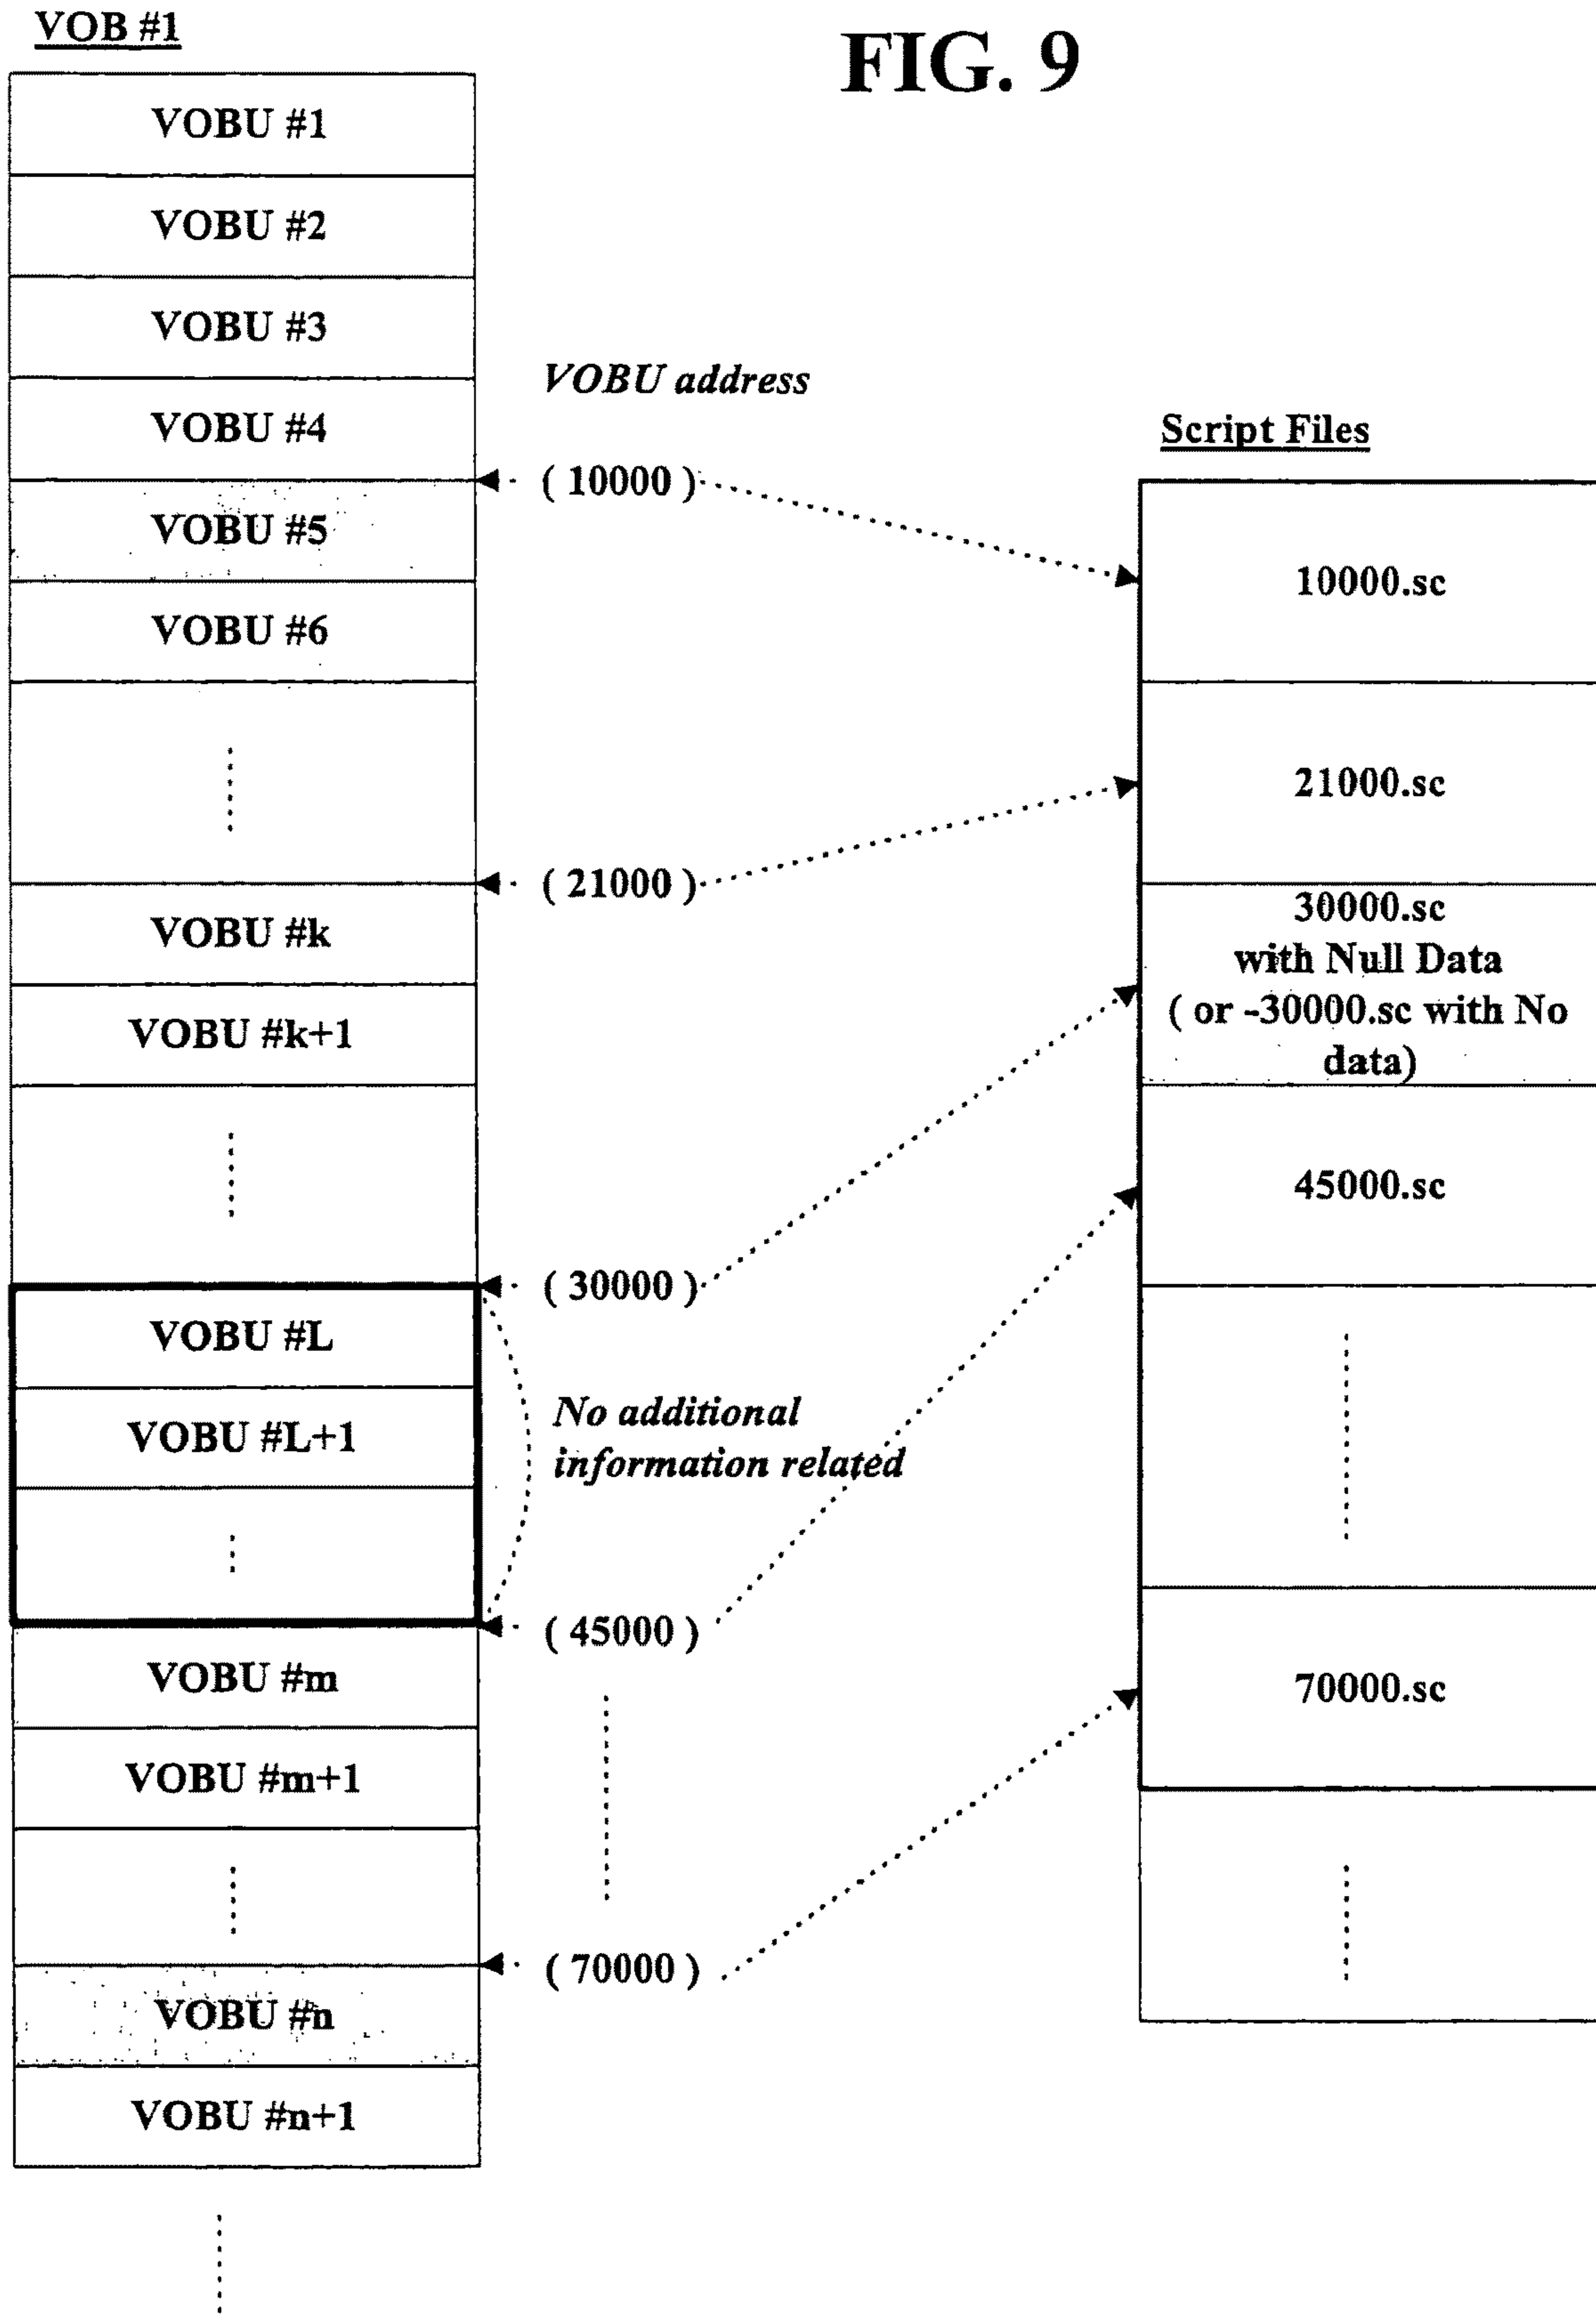 VOB #1
FIG. 9
VOBU #1
VOBU #2
VOBU #3
VOBU #4
VOBU #5
VOBU #6
VOBU #k
VOBU #k+1
VOBU #L
VOBU #L+1
VOBU #m
VOBU #m+1
VOBU #n
VOBU #n+1
VOBU address
( 10000 )
( 21000 )
( 30000 )
No additional
information related
( 45000 )
( 70000 )
Script Files
10000.sc
21000.sc
30000.sc
with Null Data
( or -30000.sc with No
data)
45000.sc
70000.sc